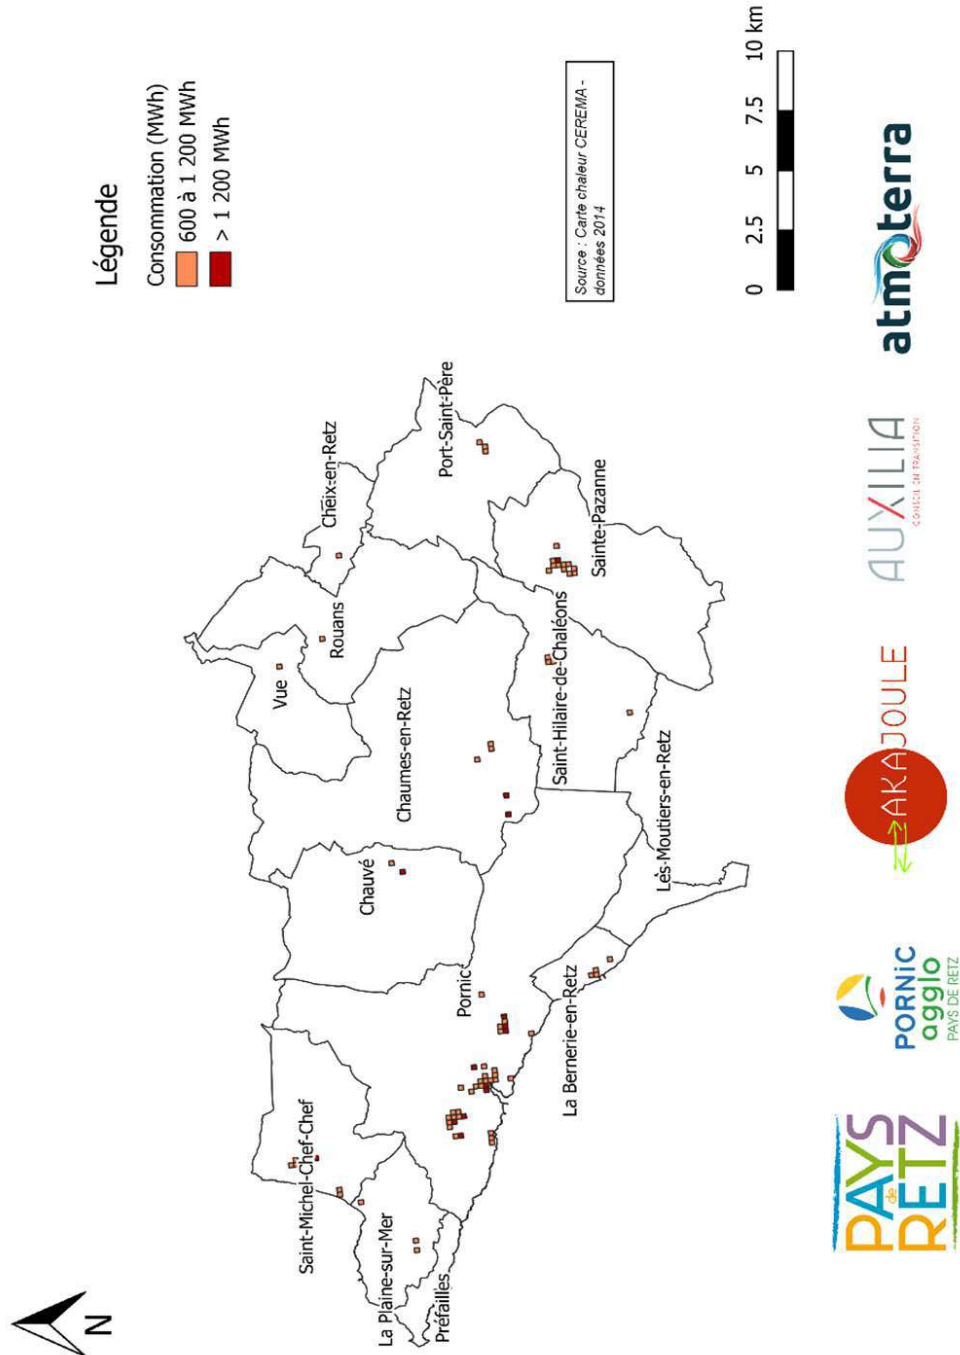 N
Légende
Consommation (MWh)
600 à 1 200 MWh
> 1 200 MWh
Saint-Michel-Chef-Chef
La Plaine-sur-Mer
Préfailles
Pornic
Chauvé
Chaumes-en-Retz
Vue
Rouans
Cheix-en-Retz
Port-Saint-Père
Sainte-Pazanne
Saint-Hilaire-de-Chaléons
Les-Moutiers-en-Retz
La Bernerie-en-Retz
Source : Carte chaleur CEREMA -
données 2014
0 2.5 5 7.5 10 km
PAYS
de
RETZ
PORNiC
agglo
PAYS DE RETZ
AKAJOULE
AUXILIA
CONSEIL EN TRANSITION
atmoterra